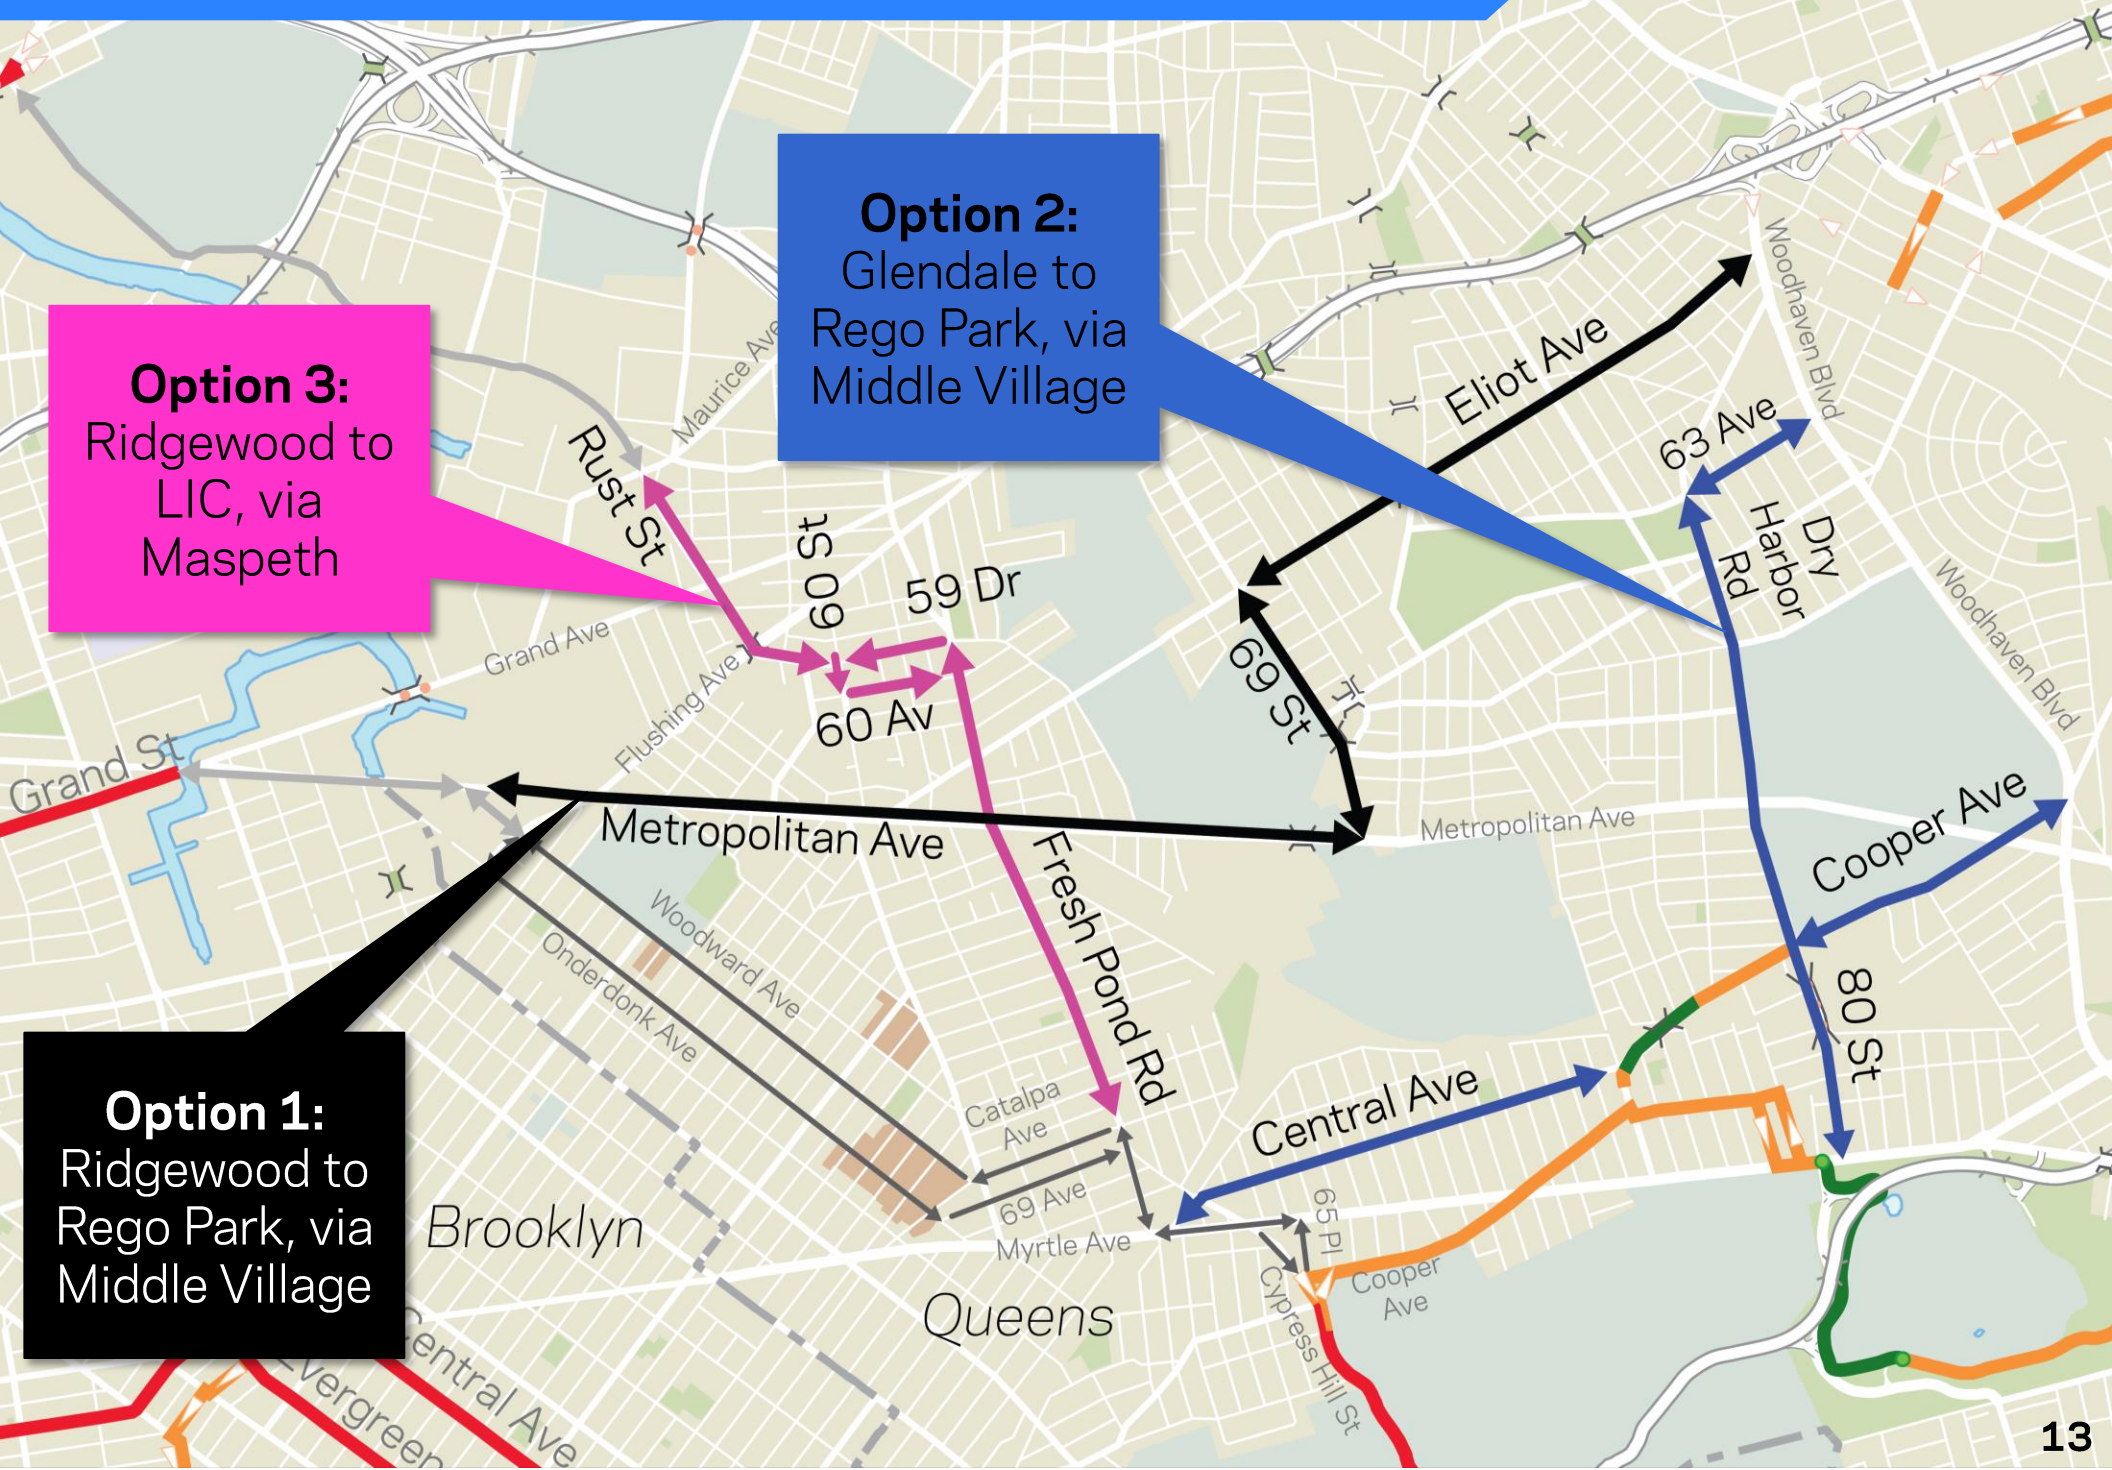 Option 2:
Glendale to
Rego Park, via
Middle Village
Option 3:
Ridgewood to
LIC, via
Maspeth
Option 1:
Ridgewood to
Rego Park, via
Middle Village
Woodhaven Blvd
Maurice Ave
Eliot Ave
63 Ave
Rust St
Dry
Harbor
Rd
60 St
59 Dr
Woodhaven Blvd
Grand Ave
69 St
Flushing Ave
60 Av
Grand St
Metropolitan Ave
Metropolitan Ave
Cooper Ave
Fresh Pond Rd
Woodward Ave
Onderdonk Ave
80 St
Catalpa
Ave
Central Ave
69 Ave
65 Pl
Myrtle Ave
Brooklyn
Queens
Cooper
Ave
Cypress Hill St
Central Ave
Evergreen
13